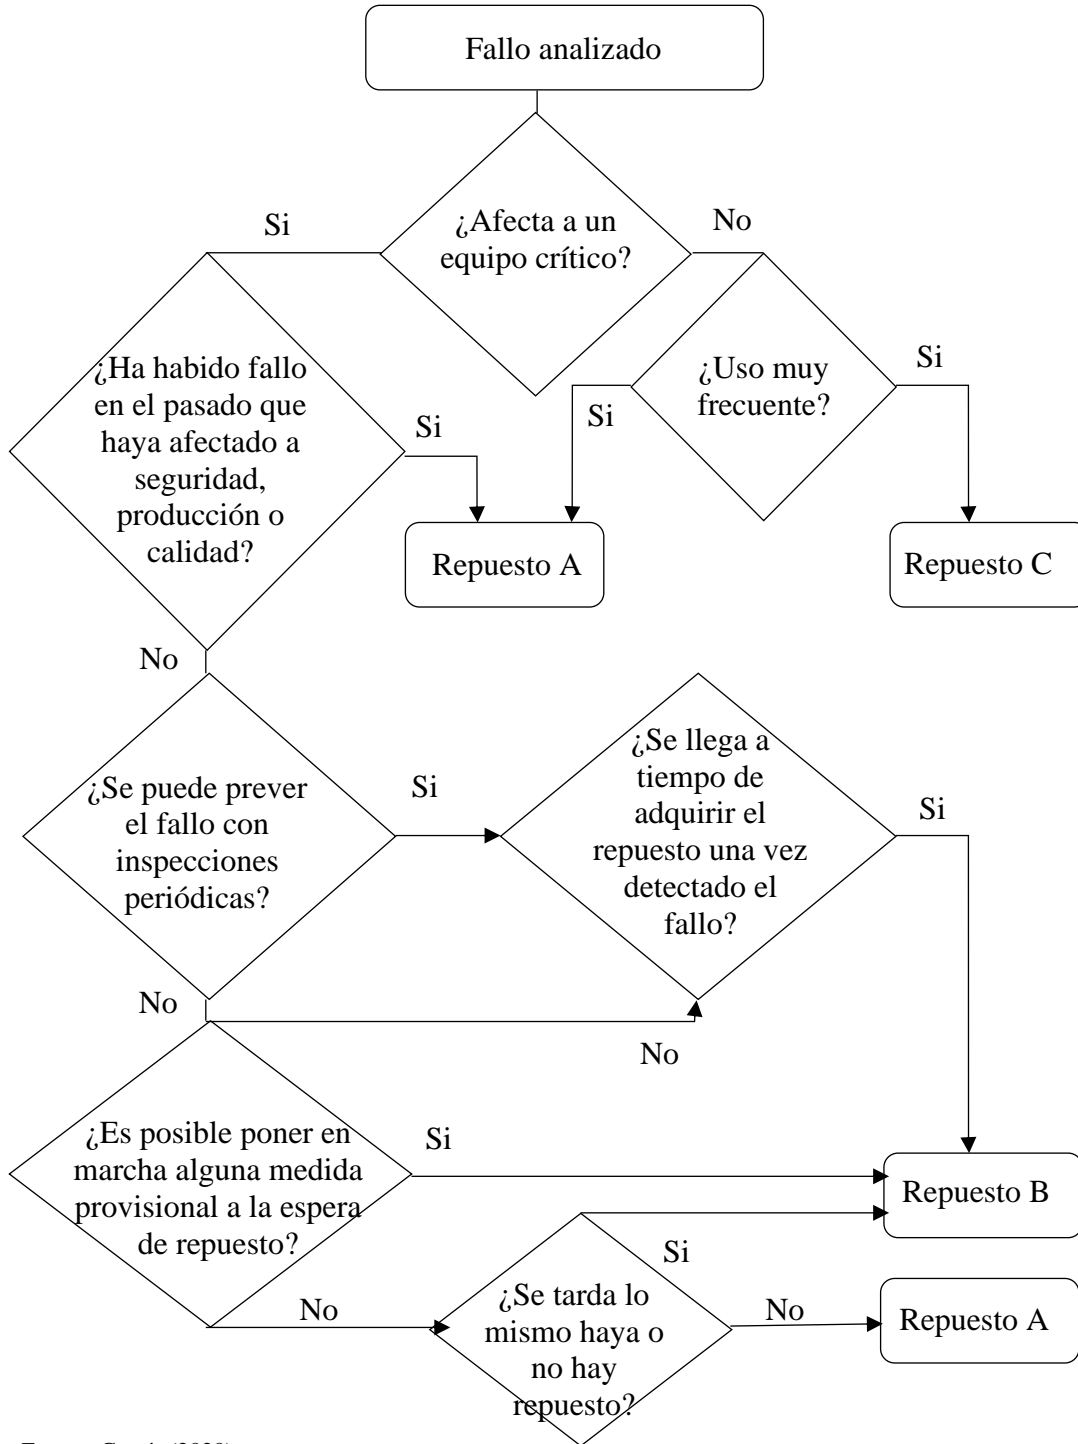 Fallo analizado
Si
¿Afecta a un
equipo crítico?
No
¿Ha habido fallo
en el pasado que
haya afectado a
seguridad,
producción o
calidad?
Si
Si
¿Uso muy
frecuente?
Si
Repuesto A
Repuesto C
No
¿Se puede prever
el fallo con
inspecciones
periódicas?
Si
¿Se llega a
tiempo de
adquirir el
repuesto una vez
detectado el
fallo?
Si
No
No
¿Es posible poner en
marcha alguna medida
provisional a la espera
de repuesto?
Si
Repuesto B
No
Si
¿Se tarda lo
mismo haya o
no hay
repuesto?
No
Repuesto A